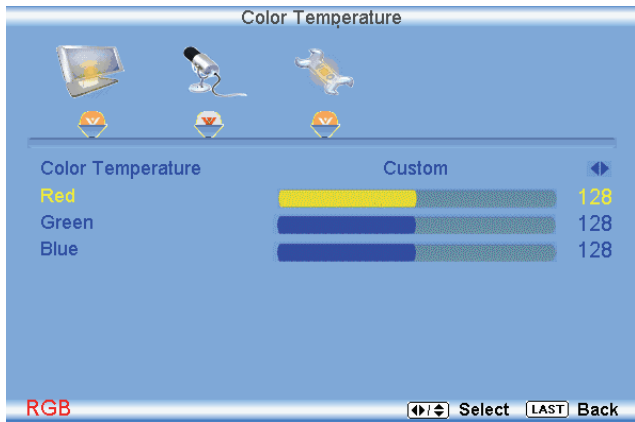 Color Temperature
Color Temperature Custom
Red 128
Green 128
Blue 128
RGB Select LAST Back